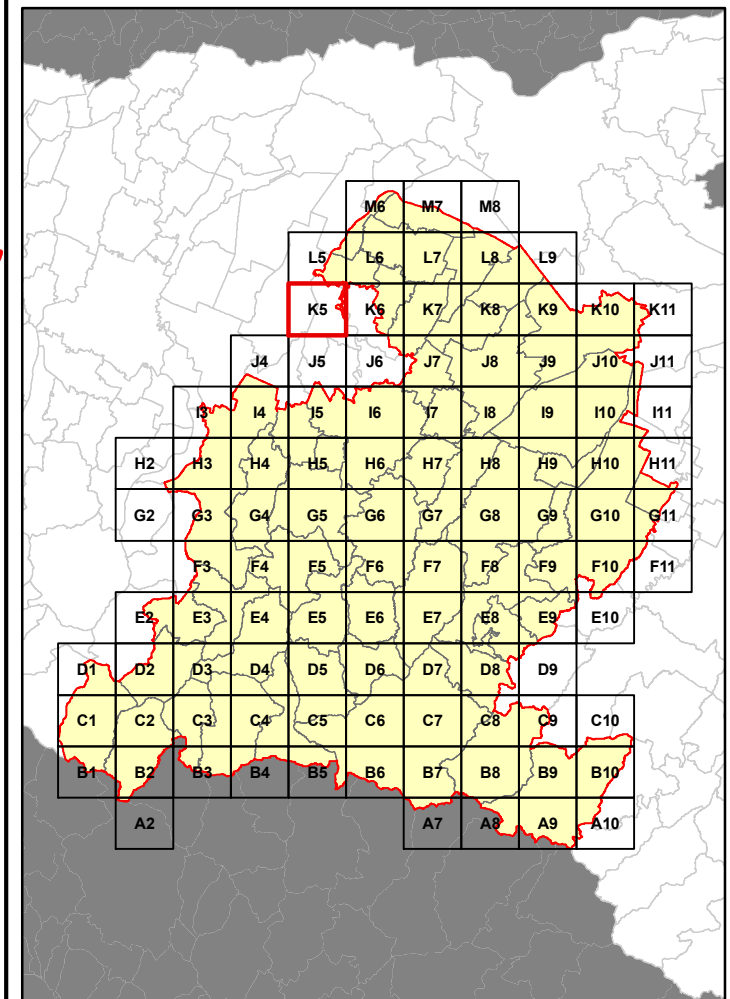 M6 M7 M8
L5 L6 L7 L8 L9
K5 K6 K7 K8 K9 K10 K11
J4 J5 J6 J7 J8 J9 J10 J11
I3 I4 I5 I6 I7 I8 I9 I10 I11
H2 H3 H4 H5 H6 H7 H8 H9 H10 H11
G2 G3 G4 G5 G6 G7 G8 G9 G10 G11
F3 F4 F5 F6 F7 F8 F9 F10 F11
E2 E3 E4 E5 E6 E7 E8 E9 E10
D1 D2 D3 D4 D5 D6 D7 D8 D9
C1 C2 C3 C4 C5 C6 C7 C8 C9 C10
B1 B2 B3 B4 B5 B6 B7 B8 B9 B10
A2 A7 A8 A9 A10